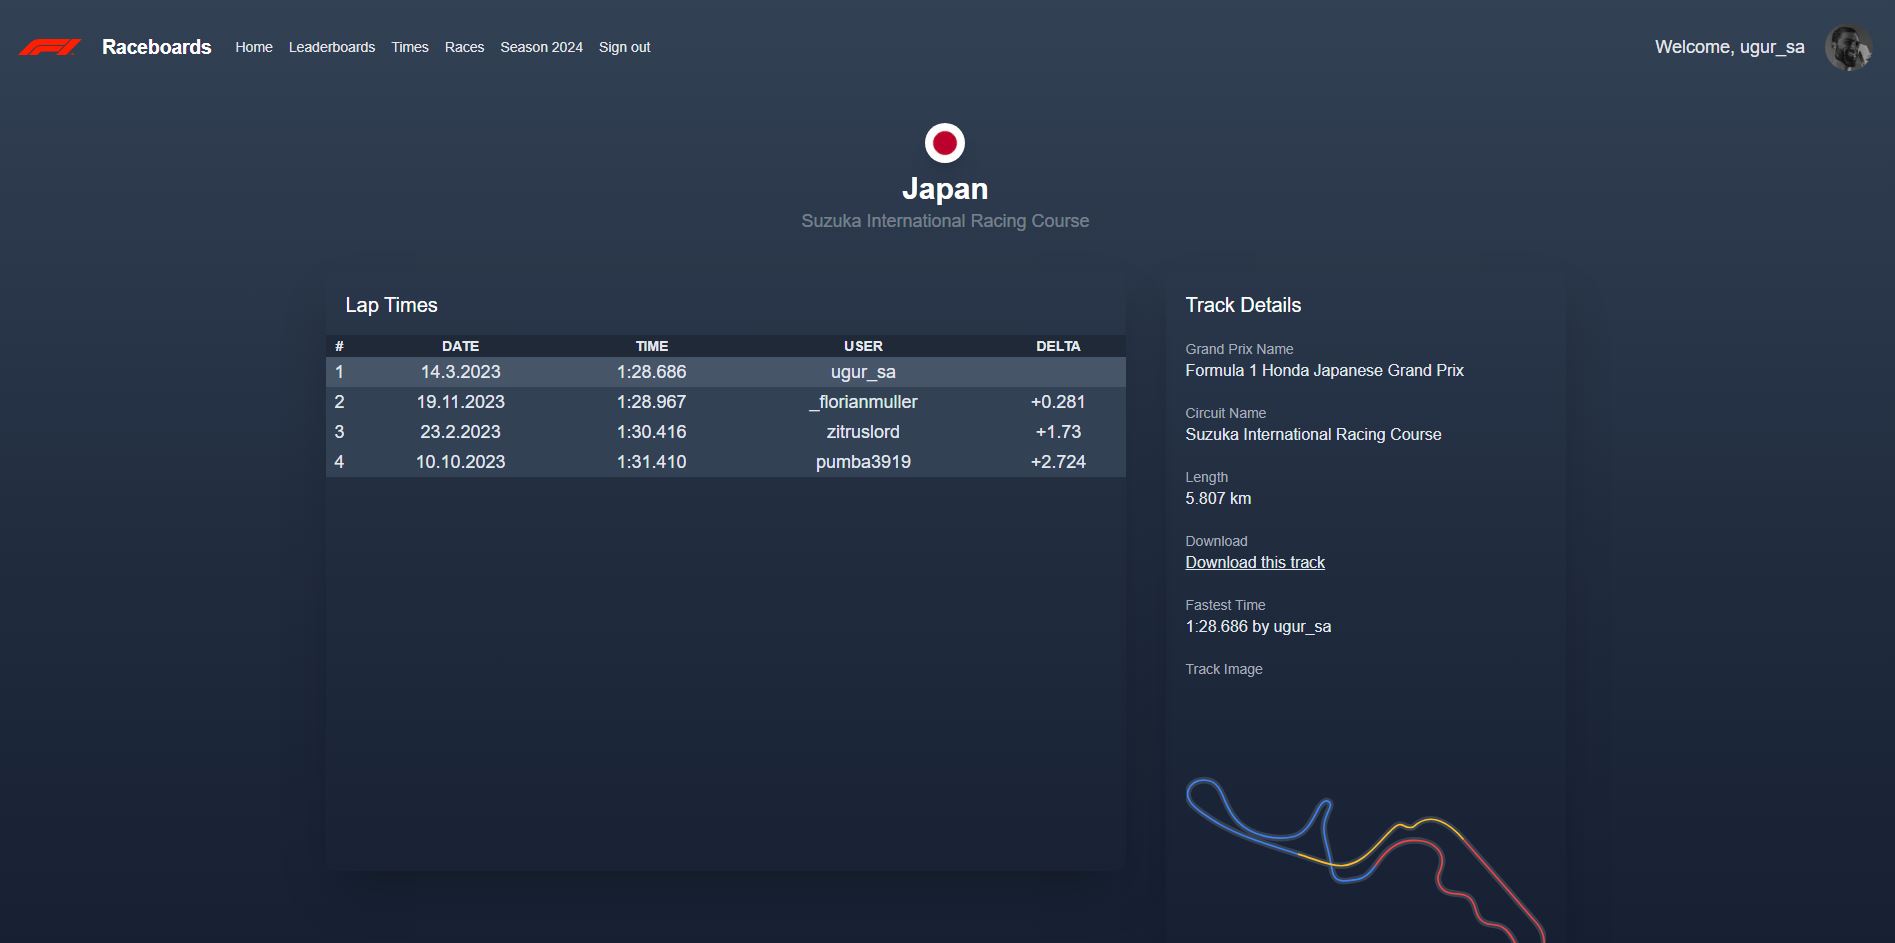 Raceboards Home Leaderboards Times Races Season 2024 Sign out Welcome, ugur_sa
Japan
Suzuka International Racing Course
Lap Times
# DATE TIME USER DELTA
1 14.3.2023 1:28.686 ugur_sa
2 19.11.2023 1:28.967 _florianmuller +0.281
3 23.2.2023 1:30.416 zitruslord +1.73
4 10.10.2023 1:31.410 pumba3919 +2.724
Track Details
Grand Prix Name
Formula 1 Honda Japanese Grand Prix
Circuit Name
Suzuka International Racing Course
Length
5.807 km
Download
Download this track
Fastest Time
1:28.686 by ugur_sa
Track Image